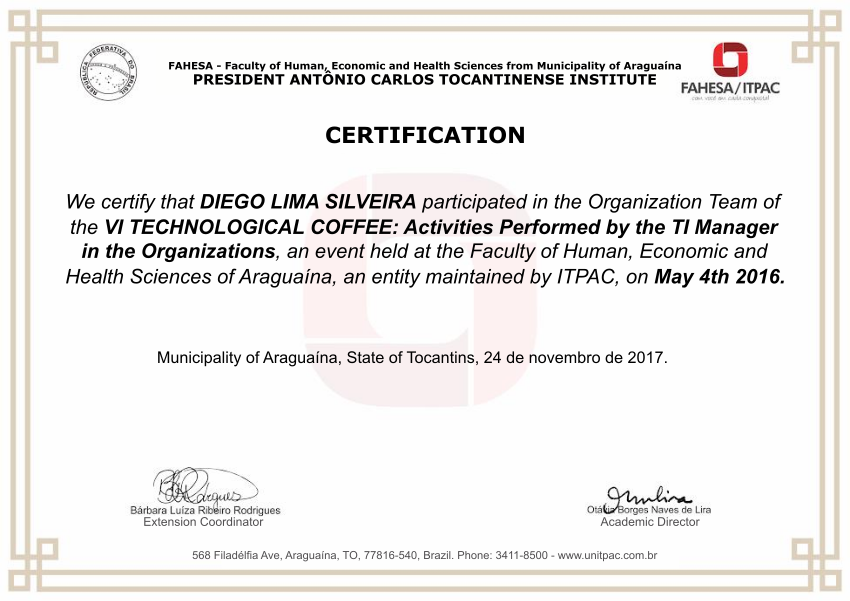 REPÚBLICA FEDERATIVA DO BRASIL
FAHESA - Faculty of Human, Economic and Health Sciences from Municipality of Araguaína
PRESIDENT ANTÔNIO CARLOS TOCANTINENSE INSTITUTE
FAHESA/ITPAC
com você em cada conquista!
CERTIFICATION
We certify that DIEGO LIMA SILVEIRA participated in the Organization Team of
the VI TECHNOLOGICAL COFFEE: Activities Performed by the TI Manager
in the Organizations, an event held at the Faculty of Human, Economic and
Health Sciences of Araguaína, an entity maintained by ITPAC, on May 4th 2016.
Municipality of Araguaína, State of Tocantins, 24 de novembro de 2017.
Bárbara Luíza Ribeiro Rodrigues
Extension Coordinator
Otávia Borges Naves de Lira
Academic Director
568 Filadélfia Ave, Araguaína, TO, 77816-540, Brazil. Phone: 3411-8500 - www.unitpac.com.br